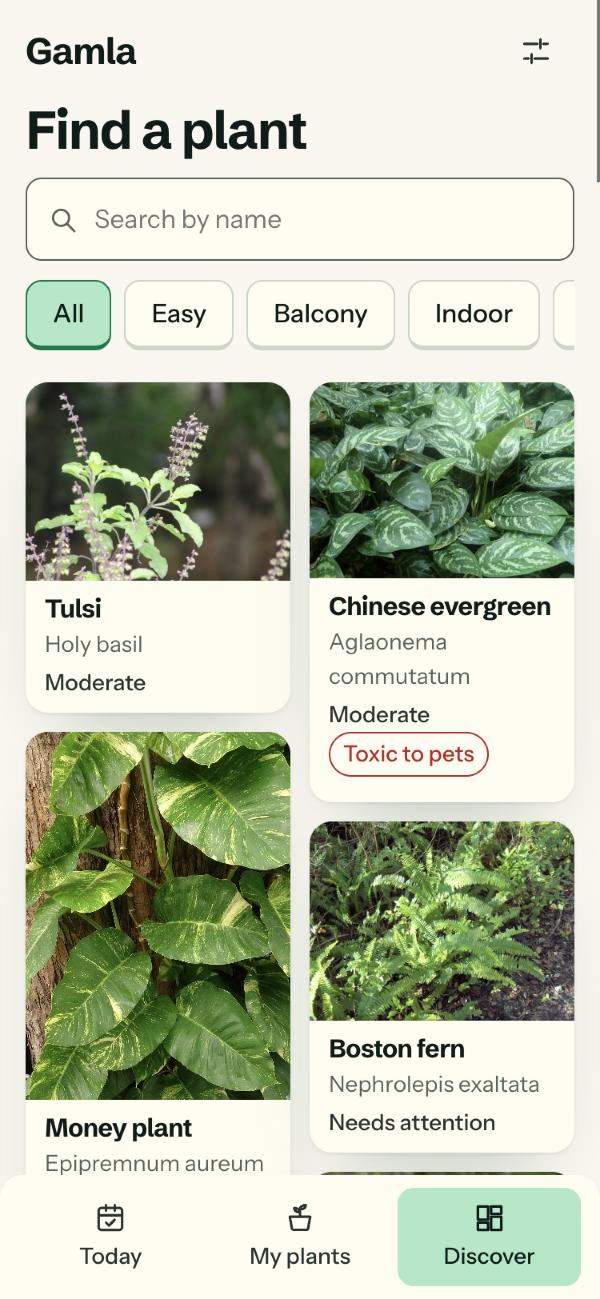 Gamla
Find a plant
Search by name
All
Easy
Balcony
Indoor
Tulsi
Holy basil
Moderate
Chinese evergreen
Aglaonema
commutatum
Moderate
Toxic to pets
Money plant
Epipremnum aureum
Boston fern
Nephrolepis exaltata
Needs attention
Today
My plants
Discover